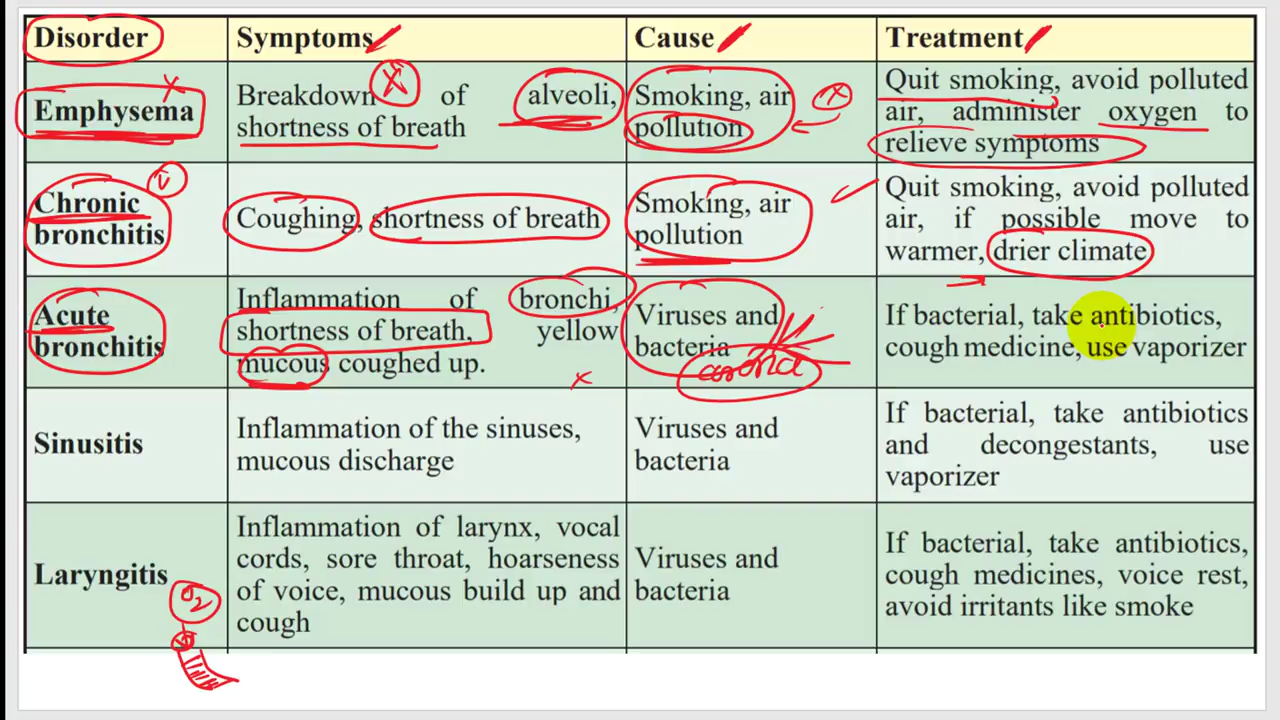 Disorder Symptoms Cause Treatment
Emphysema
Breakdown of alveoli,
shortness of breath
Smoking, air
pollution
Quit smoking, avoid polluted
air, administer oxygen to
relieve symptoms
Chronic
bronchitis
Coughing, shortness of breath
Smoking, air
pollution
Quit smoking, avoid polluted
air, if possible move to
warmer, drier climate
Acute
bronchitis
Inflammation of bronchi,
shortness of breath, yellow
mucous coughed up.
Viruses and
bacteria
corona
If bacterial, take antibiotics,
cough medicine, use vaporizer
Sinusitis
Inflammation of the sinuses,
mucous discharge
Viruses and
bacteria
If bacterial, take antibiotics
and decongestants, use
vaporizer
Laryngitis
O2
Inflammation of larynx, vocal
cords, sore throat, hoarseness
of voice, mucous build up and
cough
Viruses and
bacteria
If bacterial, take antibiotics,
cough medicines, voice rest,
avoid irritants like smoke